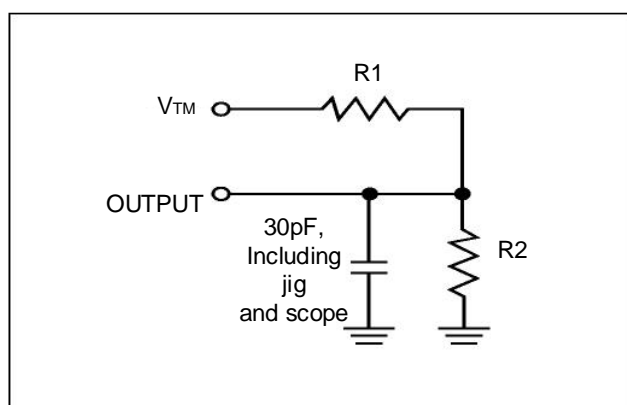 R1
VTM
OUTPUT
30pF,
Including
jig
and scope
R2